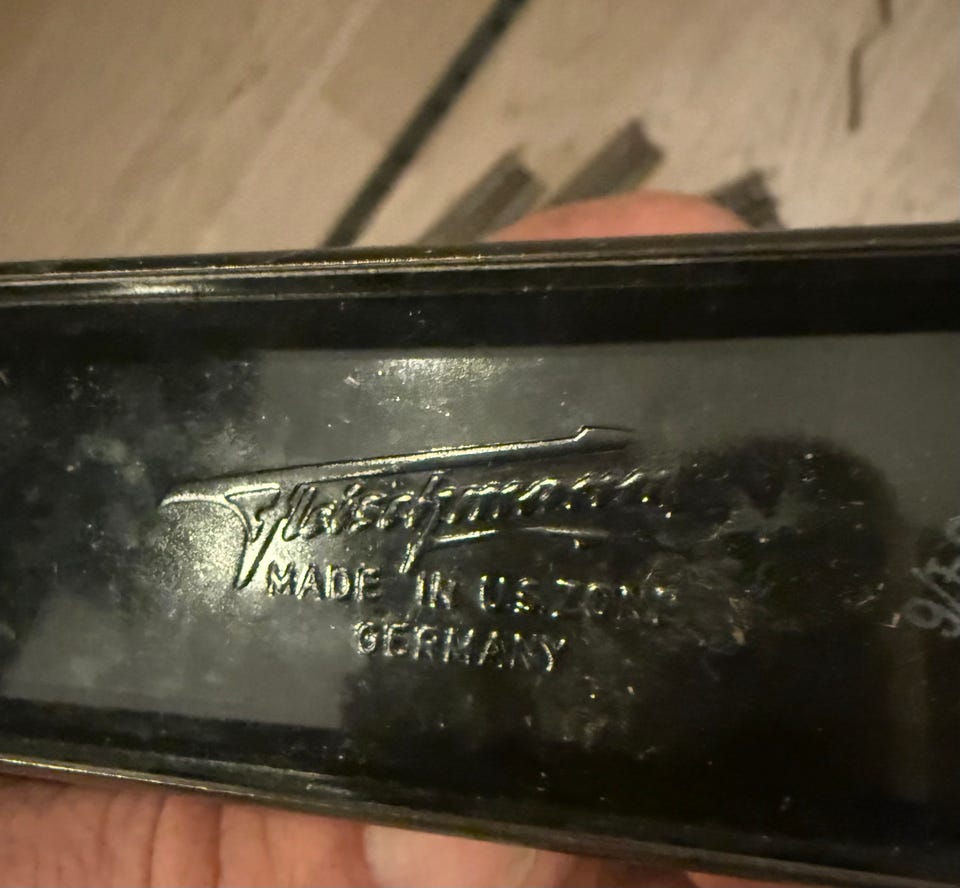 Fleischmann
MADE IN U.S. ZONE
GERMANY